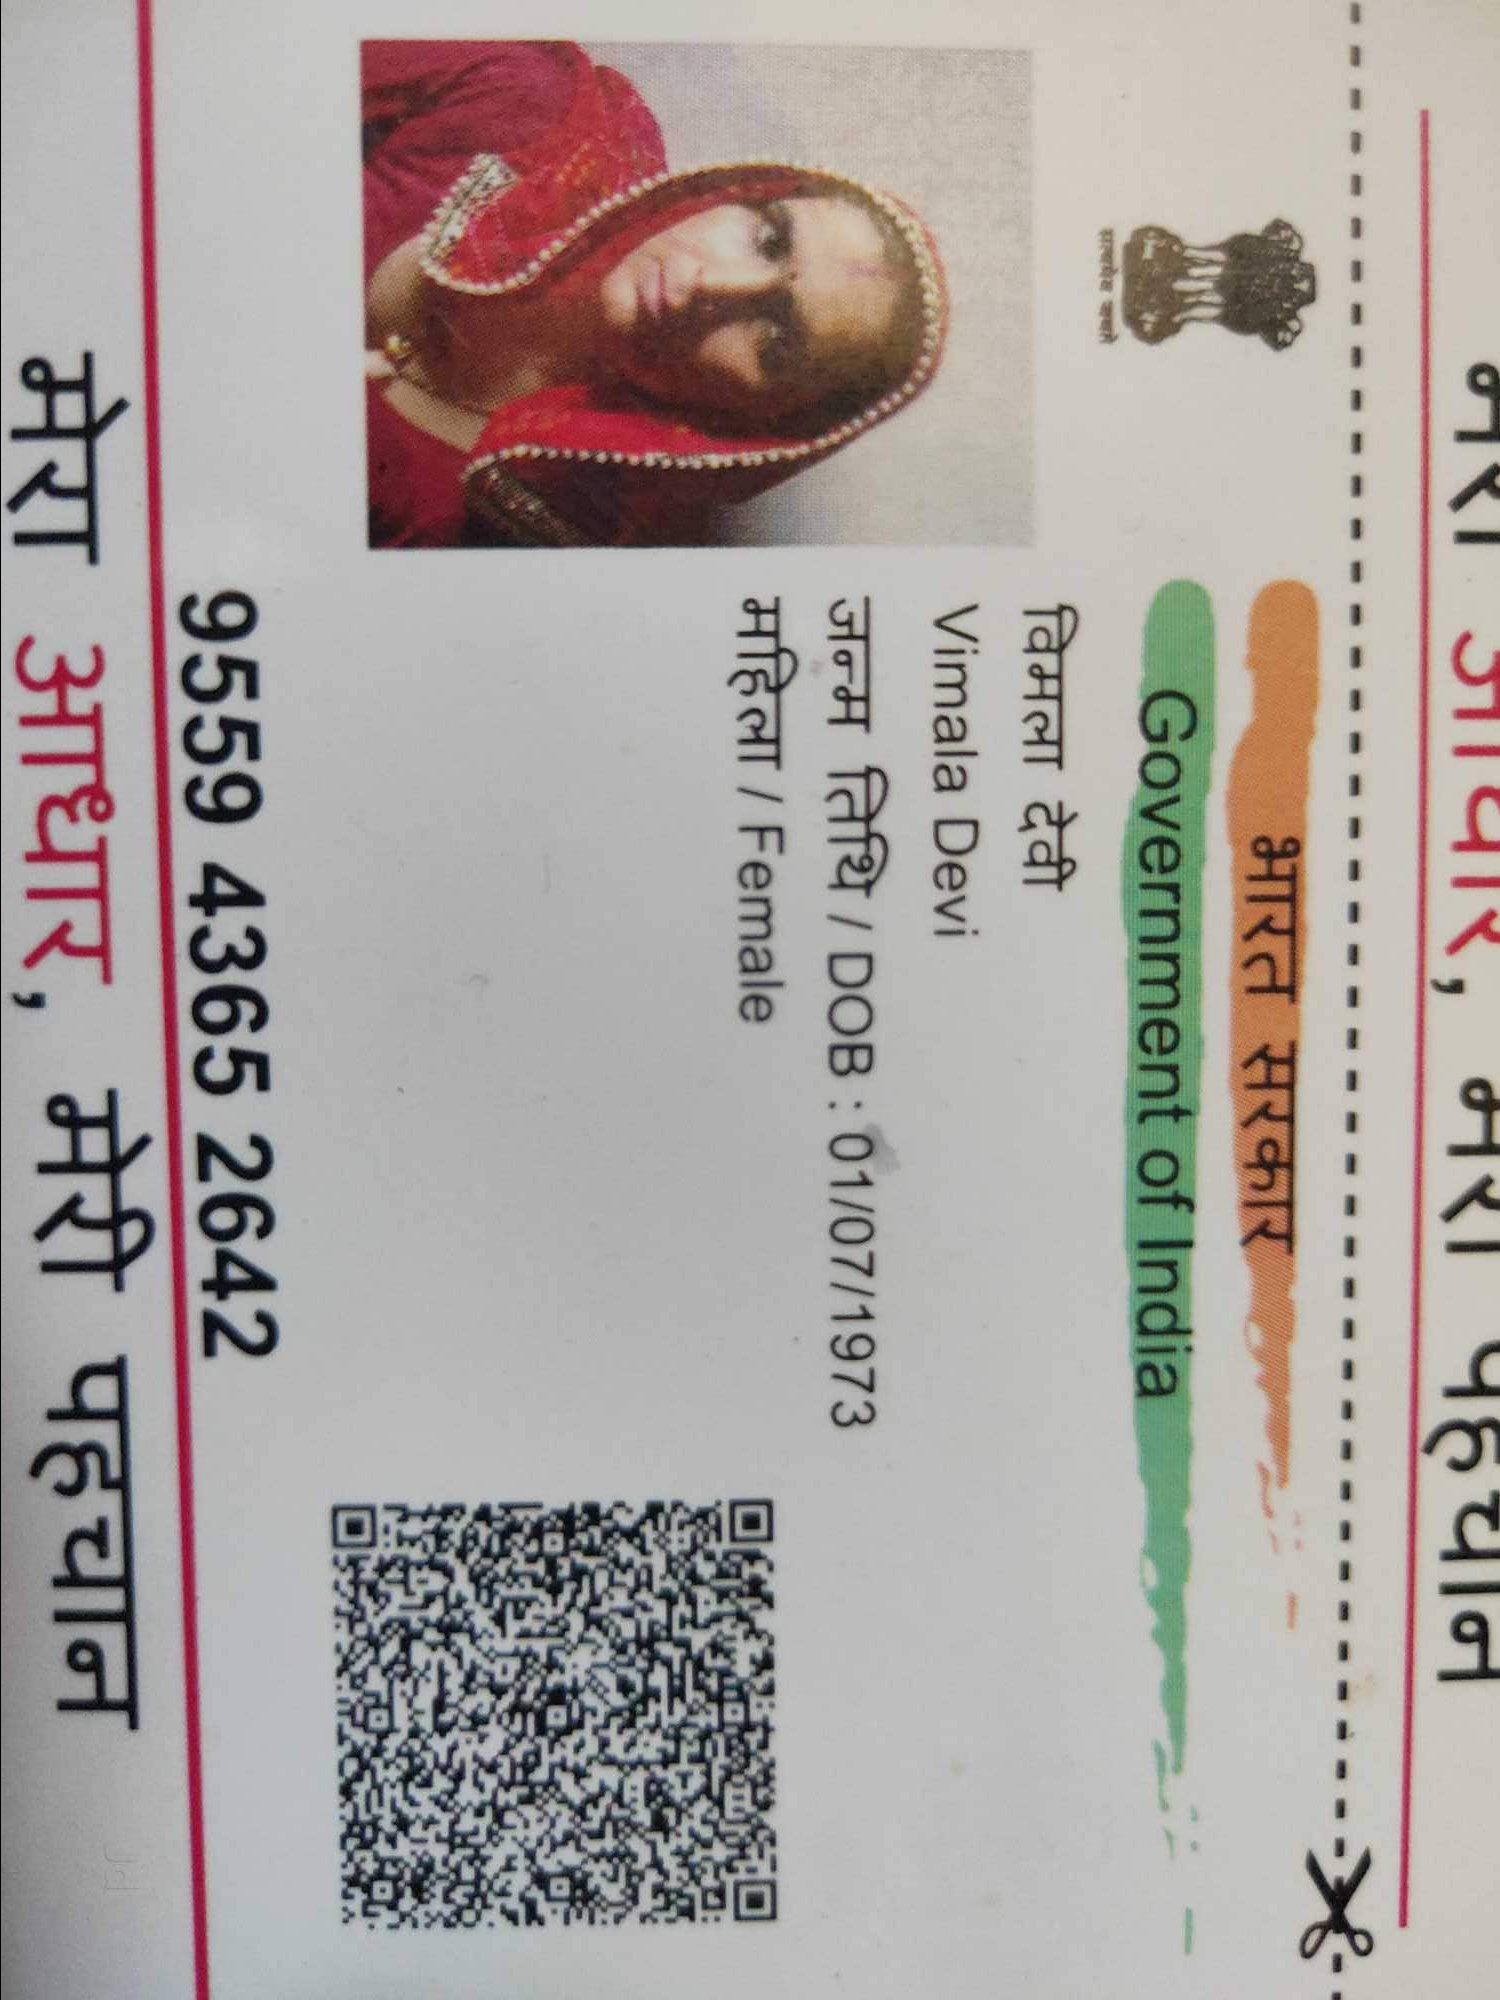 मेरा आधार, मेरी पहचान
भारत सरकार
Government of India
सत्यमेव जयते
विमला देवी
Vimala Devi
जन्म तिथि / DOB : 01/07/1973
महिला / Female
9559 4365 2642
मेरा आधार, मेरी पहचान